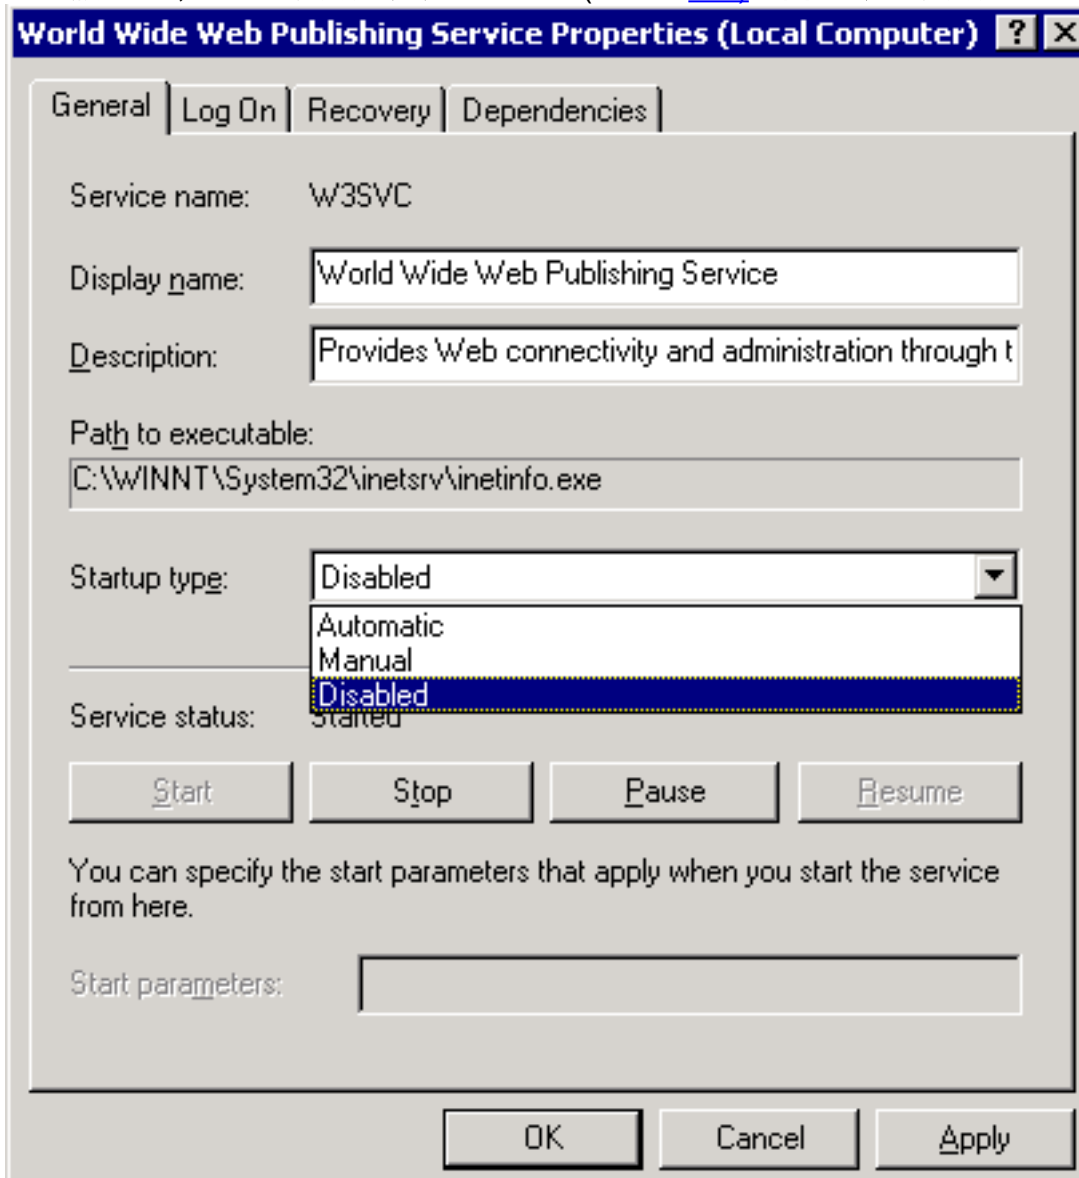 World Wide Web Publishing Service Properties (Local Computer)
General Log On Recovery Dependencies
Service name: W3SVC
Display name: World Wide Web Publishing Service
Description: Provides Web connectivity and administration through t
Path to executable:
C:\WINNT\System32\inetsrv\inetinfo.exe
Startup type: Disabled
Automatic
Manual
Disabled
Service status: Started
Start Stop Pause Resume
You can specify the start parameters that apply when you start the service
from here.
Start parameters:
OK Cancel Apply